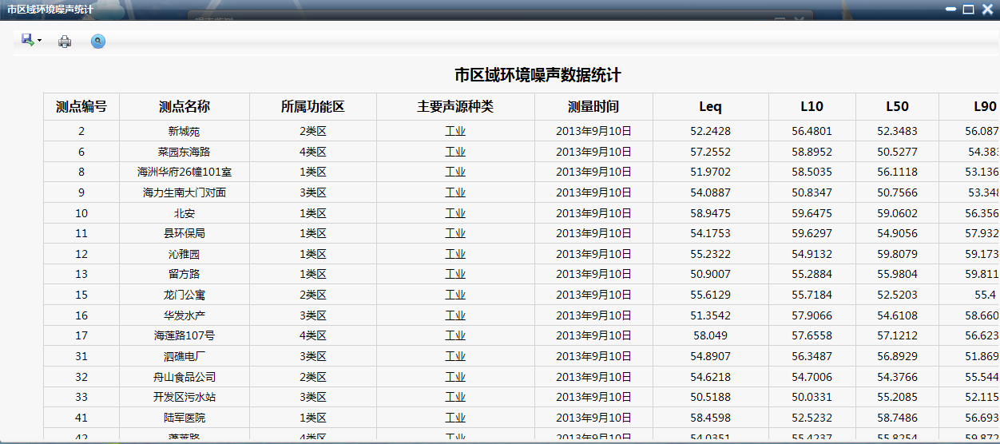 市区域环境噪声统计
市区域环境噪声数据统计
测点编号 测点名称 所属功能区 主要声源种类 测量时间 Leq L10 L50 L90
2 新城苑 2类区 工业 2013年9月10日 52.2428 56.4801 52.3483 56.087
6 菜园东海路 4类区 工业 2013年9月10日 57.2552 58.8952 50.5277 54.383
8 海洲华府26幢101室 1类区 工业 2013年9月10日 51.9702 58.5035 56.1118 53.136
9 海力生南大门对面 3类区 工业 2013年9月10日 54.0887 50.8347 50.7566 53.348
10 北安 1类区 工业 2013年9月10日 58.9475 59.6475 59.0602 56.356
11 县环保局 1类区 工业 2013年9月10日 54.1753 59.6297 54.9056 57.932
12 沁雅园 1类区 工业 2013年9月10日 55.2322 54.9132 59.8079 59.173
13 留方路 1类区 工业 2013年9月10日 50.9007 55.2884 55.9804 59.811
15 龙门公寓 2类区 工业 2013年9月10日 55.6129 55.7184 52.5203 55.4
16 华发水产 3类区 工业 2013年9月10日 51.3542 57.9066 54.6108 58.660
17 海莲路107号 4类区 工业 2013年9月10日 58.049 57.6558 57.1212 56.623
31 泗礁电厂 3类区 工业 2013年9月10日 54.8907 56.3487 56.8929 51.869
32 舟山食品公司 2类区 工业 2013年9月10日 54.6218 54.7006 54.3766 55.544
33 开发区污水站 3类区 工业 2013年9月10日 50.5188 50.0331 55.2085 52.115
41 陆军医院 1类区 工业 2013年9月10日 58.4598 52.5232 58.7486 56.693
42 蓬莱路 4类区 工业 2013年9月10日 54.0351 55.4237 55.8254 59.872